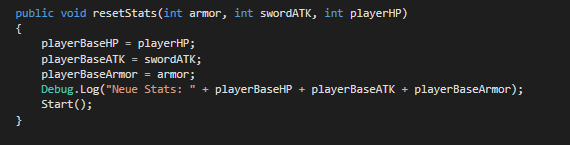 public void resetStats(int armor, int swordATK, int playerHP)
{
    playerBaseHP = playerHP;
    playerBaseATK = swordATK;
    playerBaseArmor = armor;
    Debug.Log("Neue Stats: " + playerBaseHP + playerBaseATK + playerBaseArmor);
    Start();
}